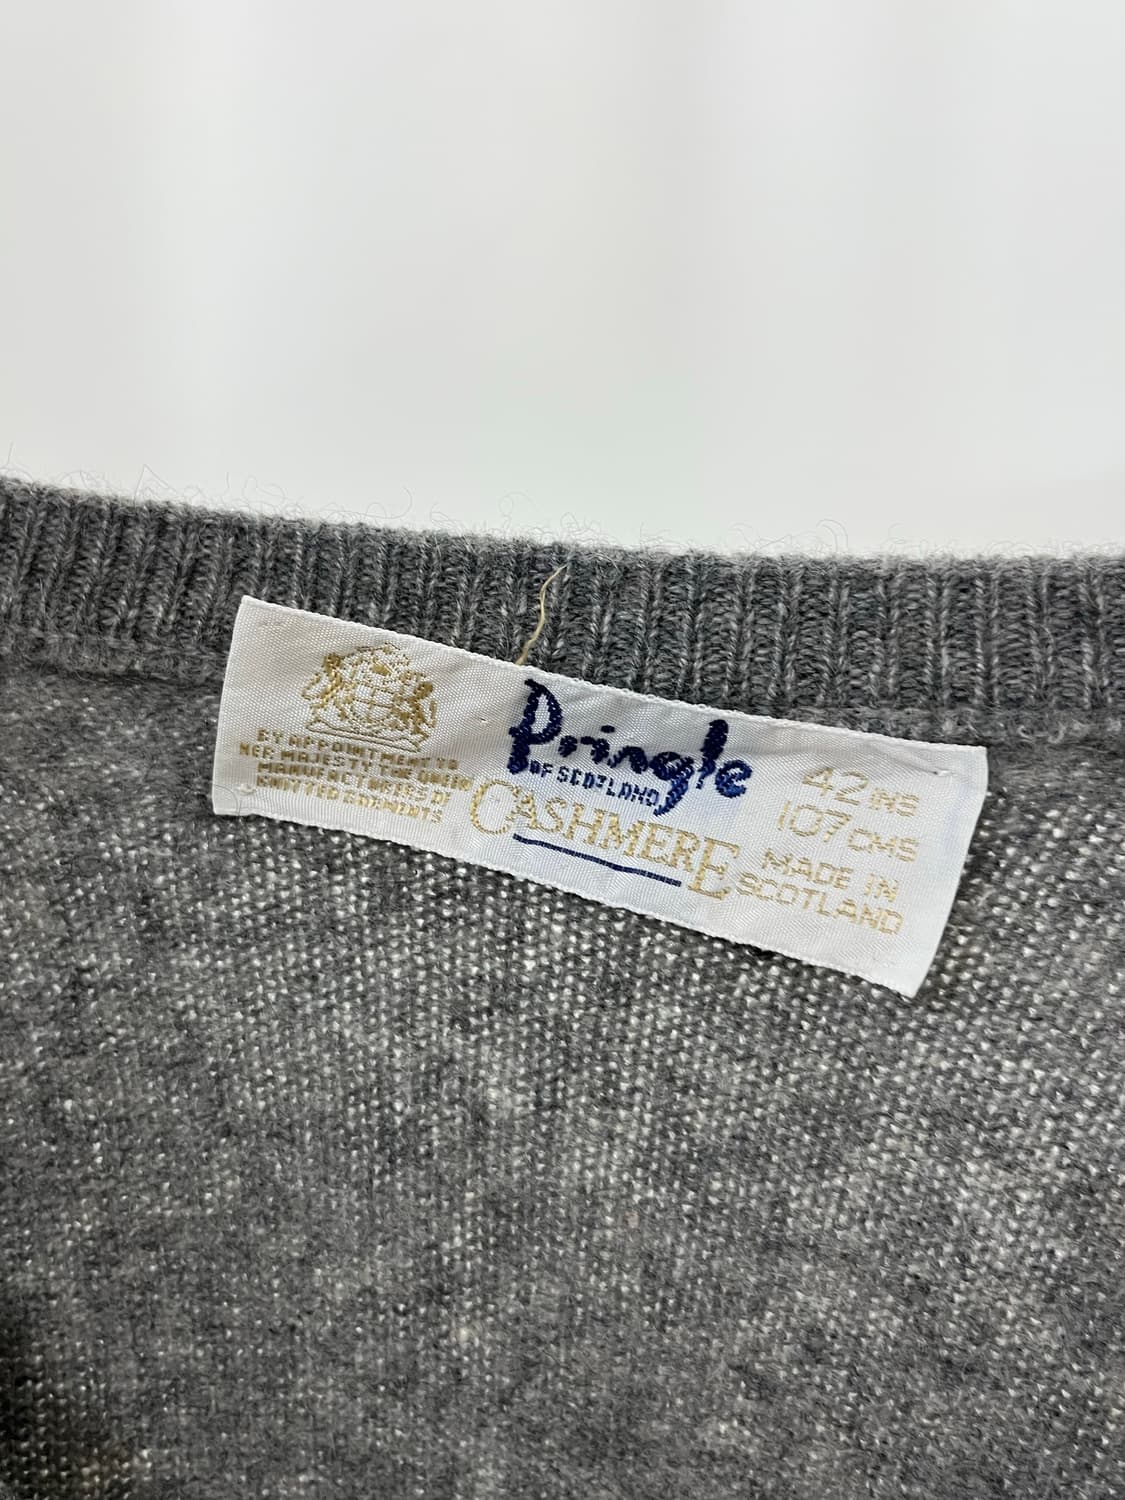 BY APPOINTMENT TO
HER MAJESTY THE QUEEN
MANUFACTURERS OF
KNITTED GARMENTS
Pringle
OF SCOTLAND
CASHMERE
42 INS
107 CMS
MADE IN
SCOTLAND